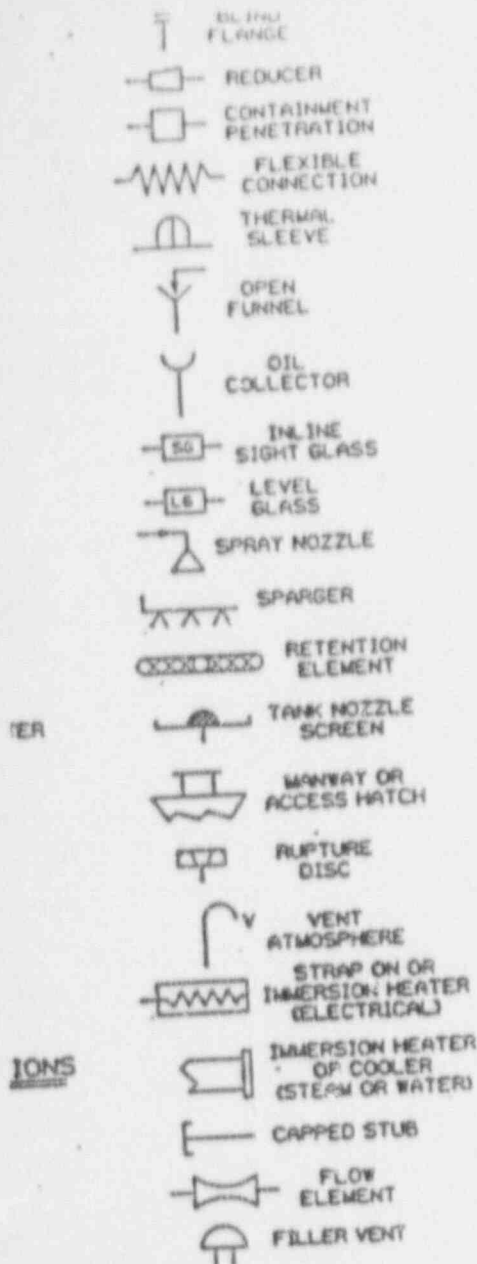 BLIND
FLANGE
REDUCER
CONTAINMENT
PENETRATION
FLEXIBLE
CONNECTION
THERMAL
SLEEVE
OPEN
FUNNEL
OIL
COLLECTOR
SG
INLINE
SIGHT GLASS
LG
LEVEL
GLASS
SPRAY NOZZLE
SPARGER
RETENTION
ELEMENT
TER
TANK NOZZLE
SCREEN
MANWAY OR
ACCESS HATCH
RUPTURE
DISC
V
VENT
ATMOSPHERE
STRAP ON OR
IMMERSION HEATER
(ELECTRICAL)
IONS
IMMERSION HEATER
OF COOLER
(STEAM OR WATER)
CAPPED STUB
FLOW
ELEMENT
FILLER VENT